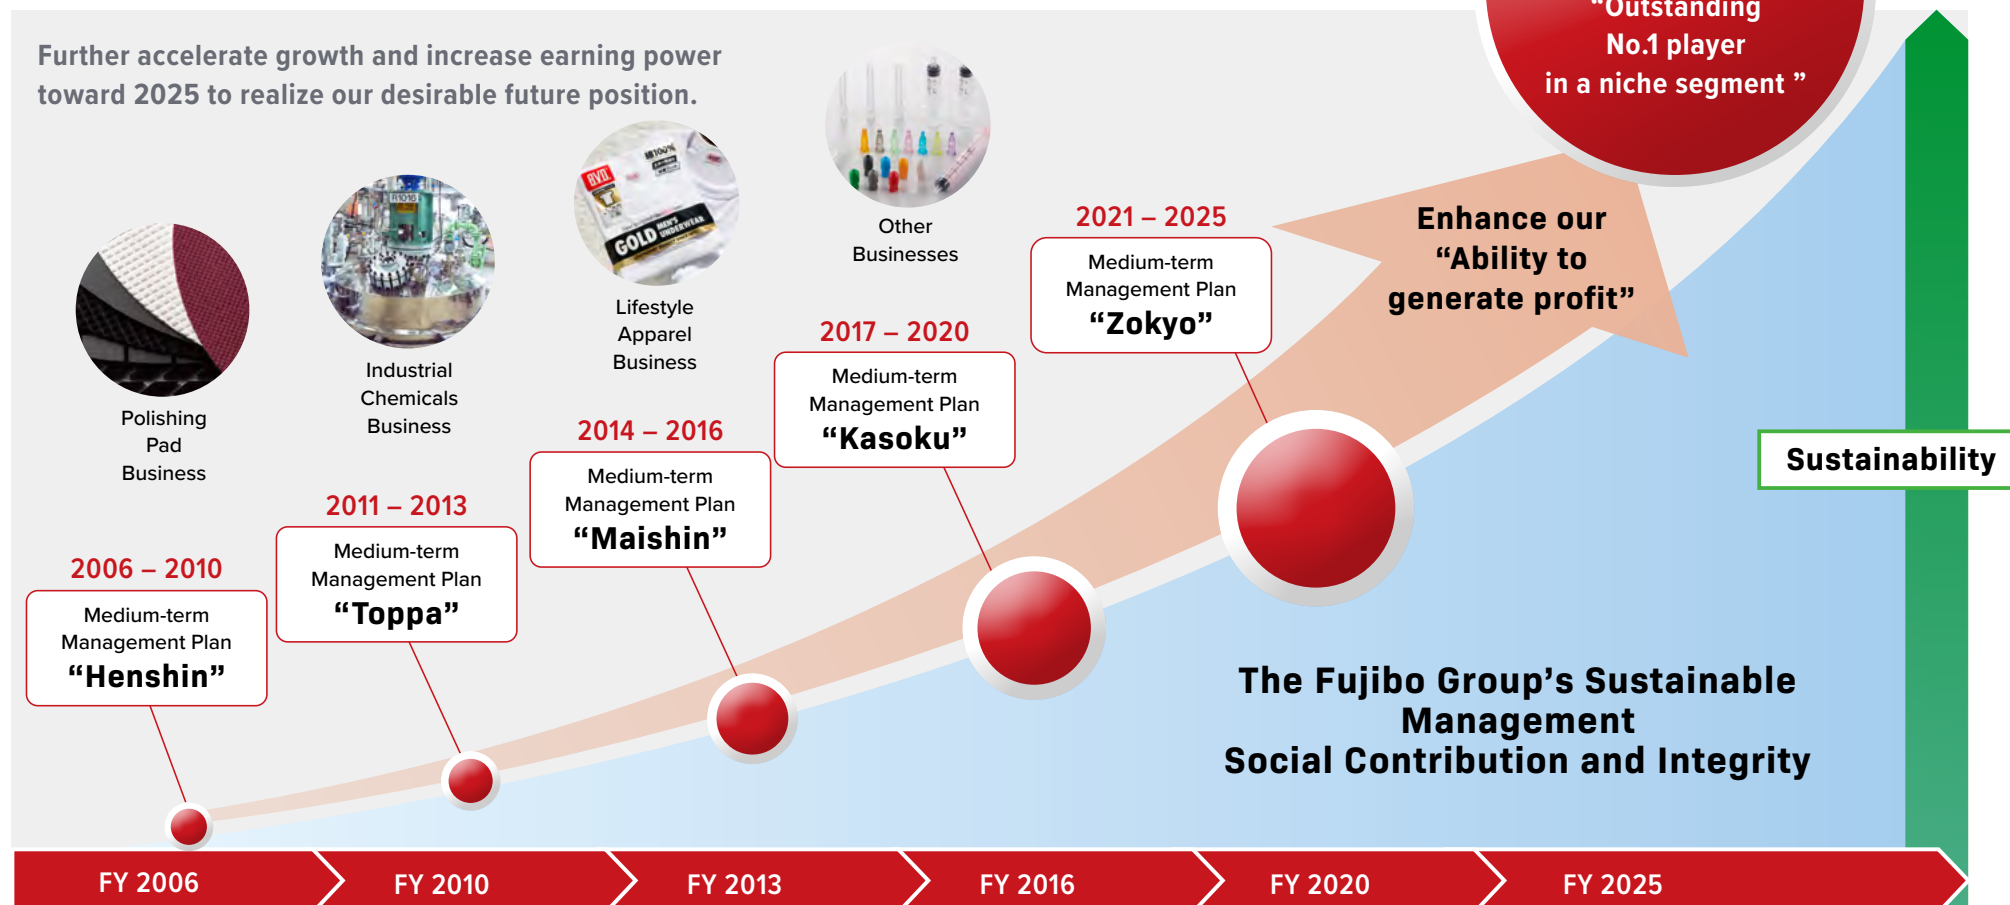 “Outstanding
No.1 player
in a niche segment ”
Further accelerate growth and increase earning power
toward 2025 to realize our desirable future position.
Polishing
Pad
Business
R1016
Industrial
Chemicals
Business
B.V.D.
100%
GOLD MEN'S
UNDERWEAR
Lifestyle
Apparel
Business
Other
Businesses
2006 – 2010
Medium-term
Management Plan
“Henshin”
2011 – 2013
Medium-term
Management Plan
“Toppa”
2014 – 2016
Medium-term
Management Plan
“Maishin”
2017 – 2020
Medium-term
Management Plan
“Kasoku”
2021 – 2025
Medium-term
Management Plan
“Zokyo”
Enhance our
“Ability to
generate profit”
Sustainability
The Fujibo Group’s Sustainable
Management
Social Contribution and Integrity
FY 2006
FY 2010
FY 2013
FY 2016
FY 2020
FY 2025